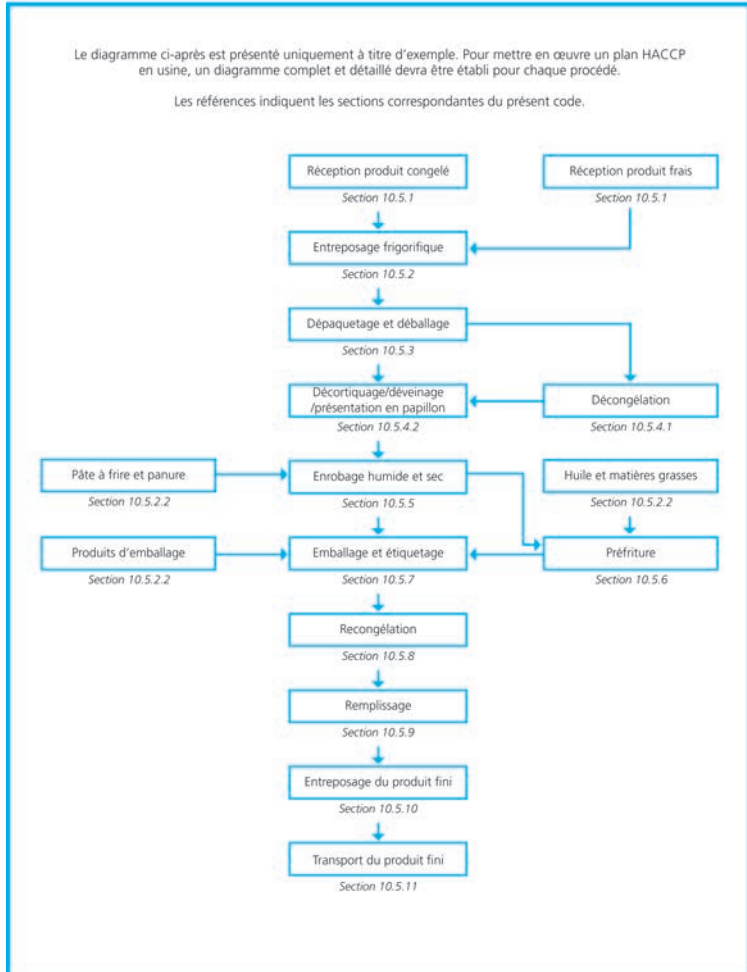 Le diagramme ci-après est présenté uniquement à titre d'exemple. Pour mettre en œuvre un plan HACCP
en usine, un diagramme complet et détaillé devra être établi pour chaque procédé.
Les références indiquent les sections correspondantes du présent code.
Réception produit congelé
Section 10.5.1
Réception produit frais
Section 10.5.1
Entreposage frigorifique
Section 10.5.2
Dépaquetage et déballage
Section 10.5.3
Décortiquage/déveinage
/présentation en papillon
Section 10.5.4.2
Décongélation
Section 10.5.4.1
Pâte à frire et panure
Section 10.5.2.2
Enrobage humide et sec
Section 10.5.5
Huile et matières grasses
Section 10.5.2.2
Produits d'emballage
Section 10.5.2.2
Emballage et étiquetage
Section 10.5.7
Préfriture
Section 10.5.6
Recongélation
Section 10.5.8
Remplissage
Section 10.5.9
Entreposage du produit fini
Section 10.5.10
Transport du produit fini
Section 10.5.11